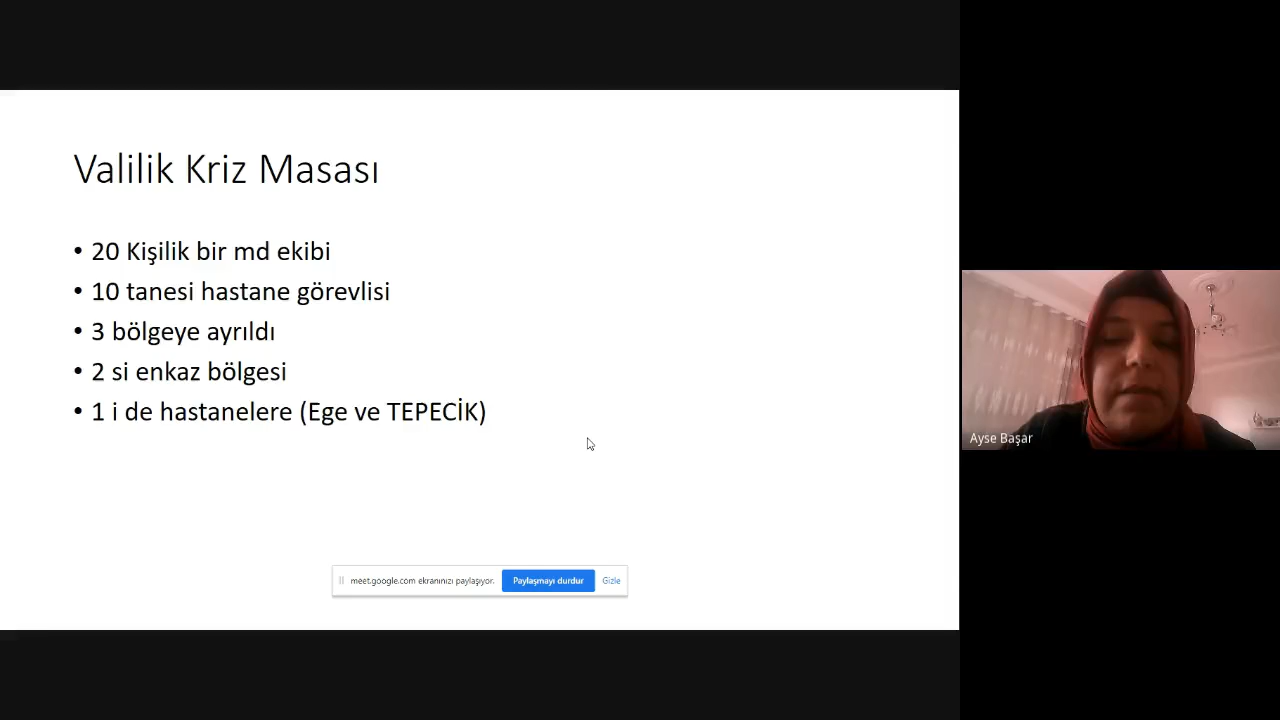 Valilik Kriz Masası
• 20 Kişilik bir md ekibi
• 10 tanesi hastane görevlisi
• 3 bölgeye ayrıldı
• 2 si enkaz bölgesi
• 1 i de hastanelere (Ege ve TEPECİK)
meet.google.com ekranınızı paylaşıyor. Paylaşmayı durdur Gizle
Ayse Başar